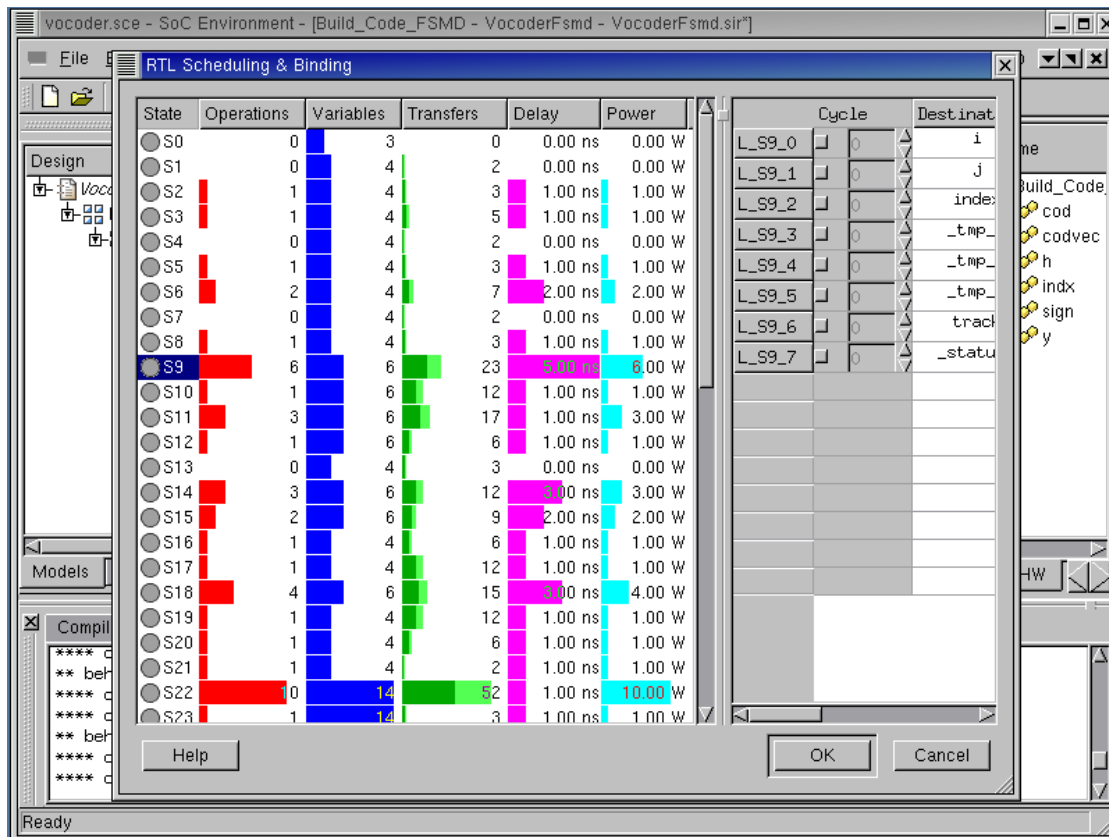 vocoder.sce - SoC Environment - [Build_Code_FSMD - VocoderFsmd - VocoderFsmd.sir*]
File
RTL Scheduling & Binding
State Operations Variables Transfers Delay Power
S0 0 3 0 0.00 ns 0.00 W
S1 0 4 2 0.00 ns 0.00 W
S2 1 4 3 1.00 ns 1.00 W
S3 1 4 5 1.00 ns 1.00 W
S4 0 4 2 0.00 ns 0.00 W
S5 1 4 3 1.00 ns 1.00 W
S6 2 4 7 2.00 ns 2.00 W
S7 0 4 2 0.00 ns 0.00 W
S8 1 4 3 1.00 ns 1.00 W
S9 6 6 23 5.00 ns 6.00 W
S10 1 6 12 1.00 ns 1.00 W
S11 3 6 17 1.00 ns 3.00 W
S12 1 6 6 1.00 ns 1.00 W
S13 0 4 3 0.00 ns 0.00 W
S14 3 6 12 3.00 ns 3.00 W
S15 2 6 9 2.00 ns 2.00 W
S16 1 4 6 1.00 ns 1.00 W
S17 1 4 12 1.00 ns 1.00 W
S18 4 6 15 3.00 ns 4.00 W
S19 1 4 12 1.00 ns 1.00 W
S20 1 4 6 1.00 ns 1.00 W
S21 1 4 2 1.00 ns 1.00 W
S22 10 14 52 1.00 ns 10.00 W
S23 1 14 3 1.00 ns 1.00 W
Cycle Destinat
L_S9_0 0 i
L_S9_1 0 j
L_S9_2 0 index
L_S9_3 0 _tmp_
L_S9_4 0 _tmp_
L_S9_5 0 _tmp_
L_S9_6 0 track
L_S9_7 0 _statu
Help
OK
Cancel
Design
Voc
Models
me
Build_Code_
cod
codvec
h
indx
sign
y
HW
Compil
**** c
** beh
**** c
**** c
** beh
**** c
**** c
Ready